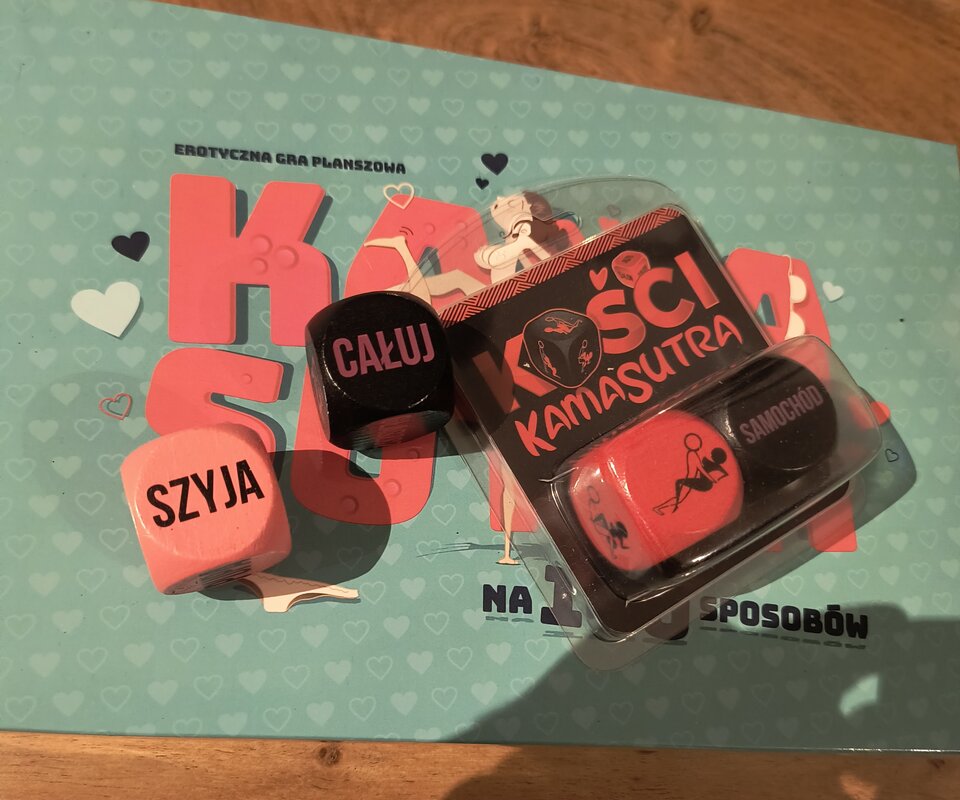 EROTYCZNA GRA PLANSZOWA
KOŚCI
KAMASUTRA
CAŁUJ
SZYJA
SAMOCHÓD
NA
SPOSOBÓW